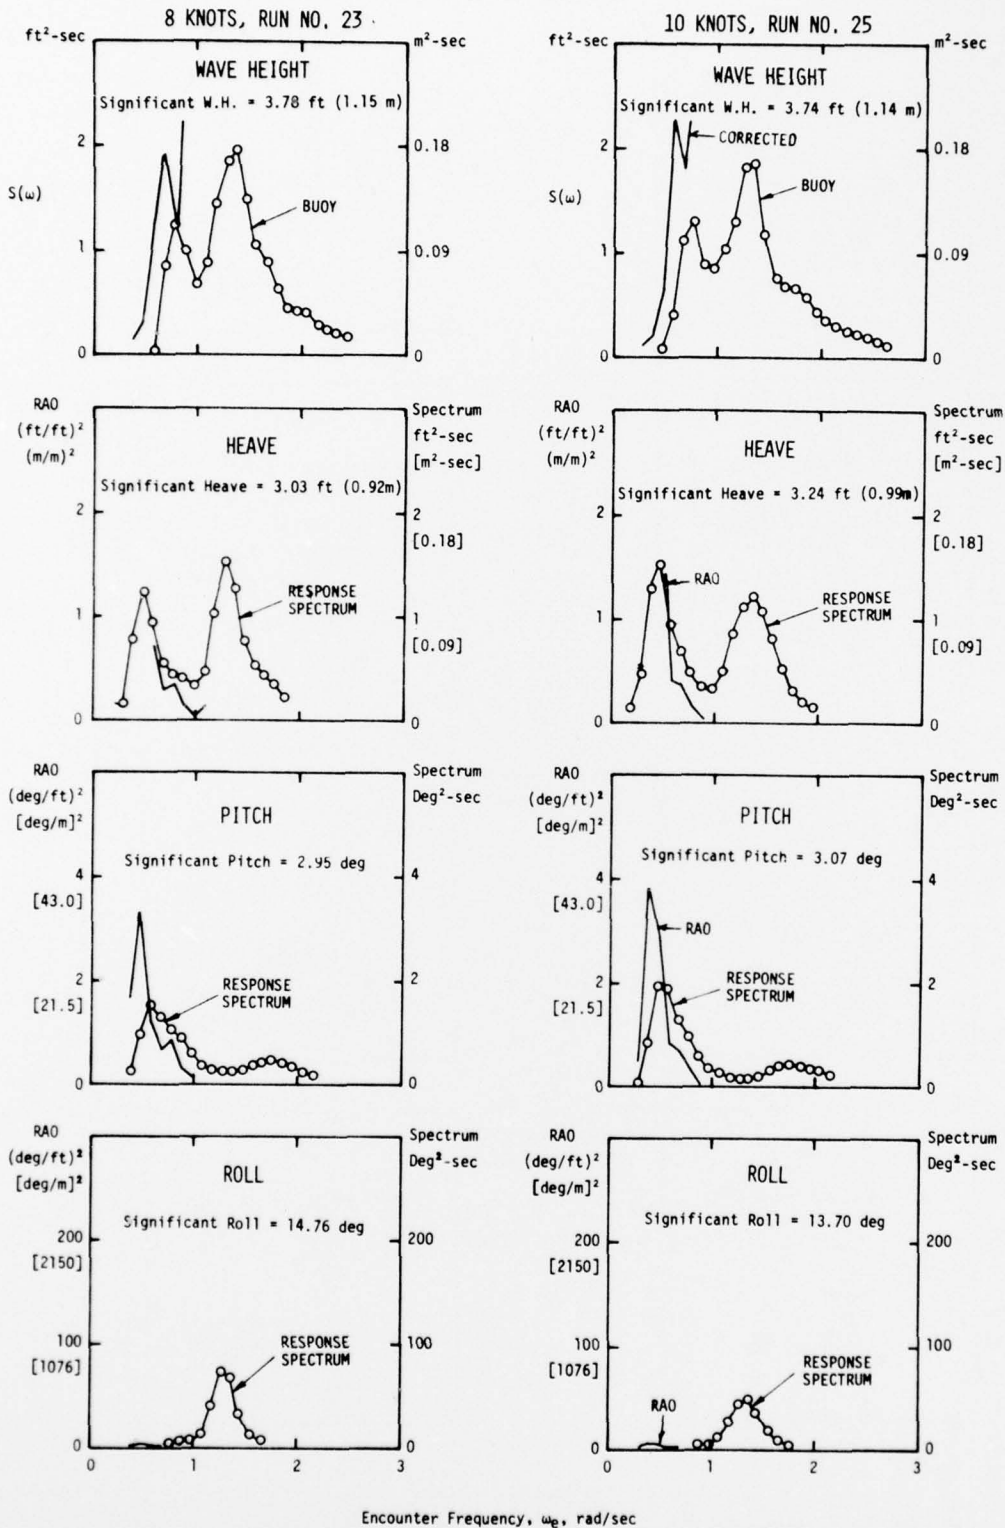 8 KNOTS, RUN NO. 23
ft²-sec
m²-sec
WAVE HEIGHT
Significant W.H. = 3.78 ft (1.15 m)
2
0.18
S(ω)
BUOY
1
0.09
0
0
10 KNOTS, RUN NO. 25
ft²-sec
m²-sec
WAVE HEIGHT
Significant W.H. = 3.74 ft (1.14 m)
CORRECTED
2
0.18
S(ω)
BUOY
1
0.09
0
0
RAO
(ft/ft)²
(m/m)²
Spectrum
ft²-sec
[m²-sec]
HEAVE
Significant Heave = 3.03 ft (0.92m)
2
2
[0.18]
RESPONSE
SPECTRUM
1
1
[0.09]
0
0
RAO
(ft/ft)²
(m/m)²
Spectrum
ft²-sec
[m²-sec]
HEAVE
Significant Heave = 3.24 ft (0.99m)
2
2
[0.18]
RAO
RESPONSE
SPECTRUM
1
1
[0.09]
0
0
RAO
(deg/ft)²
[deg/m]²
Spectrum
Deg²-sec
PITCH
Significant Pitch = 2.95 deg
4
4
[43.0]
2
2
[21.5]
RESPONSE
SPECTRUM
0
0
RAO
(deg/ft)²
[deg/m]²
Spectrum
Deg²-sec
PITCH
Significant Pitch = 3.07 deg
4
4
[43.0]
RAO
2
2
[21.5]
RESPONSE
SPECTRUM
0
0
RAO
(deg/ft)²
[deg/m]²
Spectrum
Deg²-sec
ROLL
Significant Roll = 14.76 deg
200
200
[2150]
100
100
[1076]
RESPONSE
SPECTRUM
0
0
0
1
2
3
RAO
(deg/ft)²
[deg/m]²
Spectrum
Deg²-sec
ROLL
Significant Roll = 13.70 deg
200
200
[2150]
100
100
[1076]
RESPONSE
SPECTRUM
RAO
0
0
0
1
2
3
Encounter Frequency, ωe, rad/sec